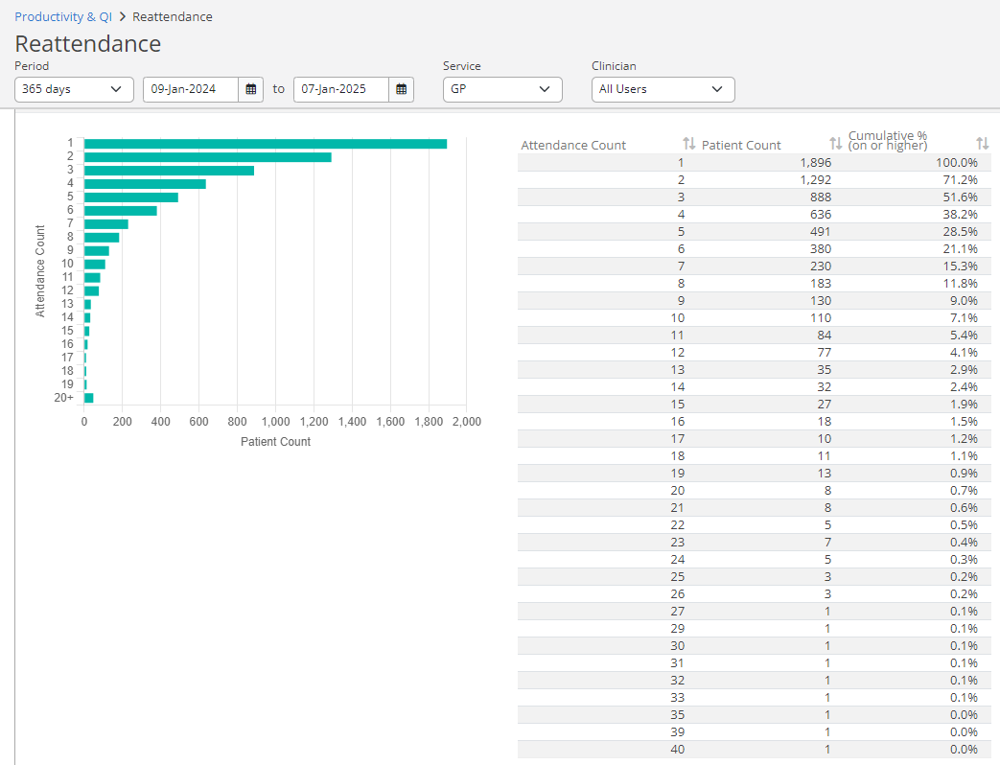 Productivity & QI > Reattendance
Reattendance
Period Service Clinician
365 days 09-Jan-2024 to 07-Jan-2025 GP All Users
Attendance Count
1
2
3
4
5
6
7
8
9
10
11
12
13
14
15
16
17
18
19
20+
0 200 400 600 800 1,000 1,200 1,400 1,600 1,800 2,000
Patient Count
Attendance Count Patient Count Cumulative % (on or higher)
1 1,896 100.0%
2 1,292 71.2%
3 888 51.6%
4 636 38.2%
5 491 28.5%
6 380 21.1%
7 230 15.3%
8 183 11.8%
9 130 9.0%
10 110 7.1%
11 84 5.4%
12 77 4.1%
13 35 2.9%
14 32 2.4%
15 27 1.9%
16 18 1.5%
17 10 1.2%
18 11 1.1%
19 13 0.9%
20 8 0.7%
21 8 0.6%
22 5 0.5%
23 7 0.4%
24 5 0.3%
25 3 0.2%
26 3 0.2%
27 1 0.1%
29 1 0.1%
30 1 0.1%
31 1 0.1%
32 1 0.1%
33 1 0.1%
35 1 0.0%
39 1 0.0%
40 1 0.0%